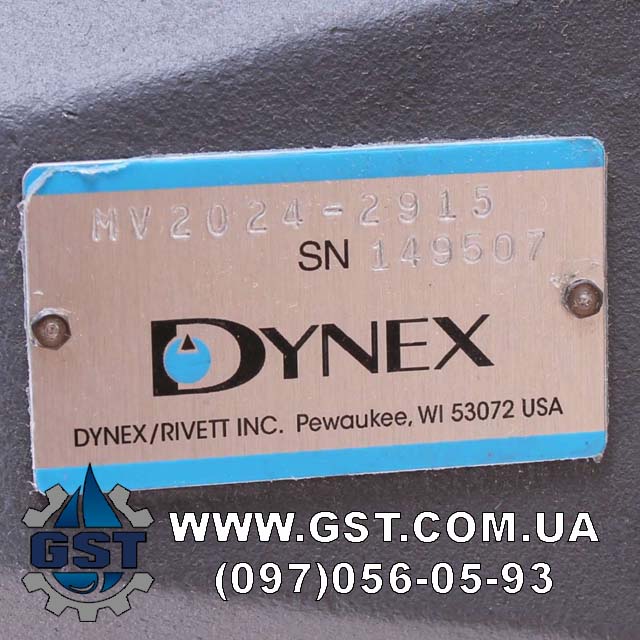 MV2024-2915
SN 149507
DYNEX
DYNEX/RIVETT INC. Pewaukee, WI 53072 USA
GST
WWW.GST.COM.UA
(097)056-05-93